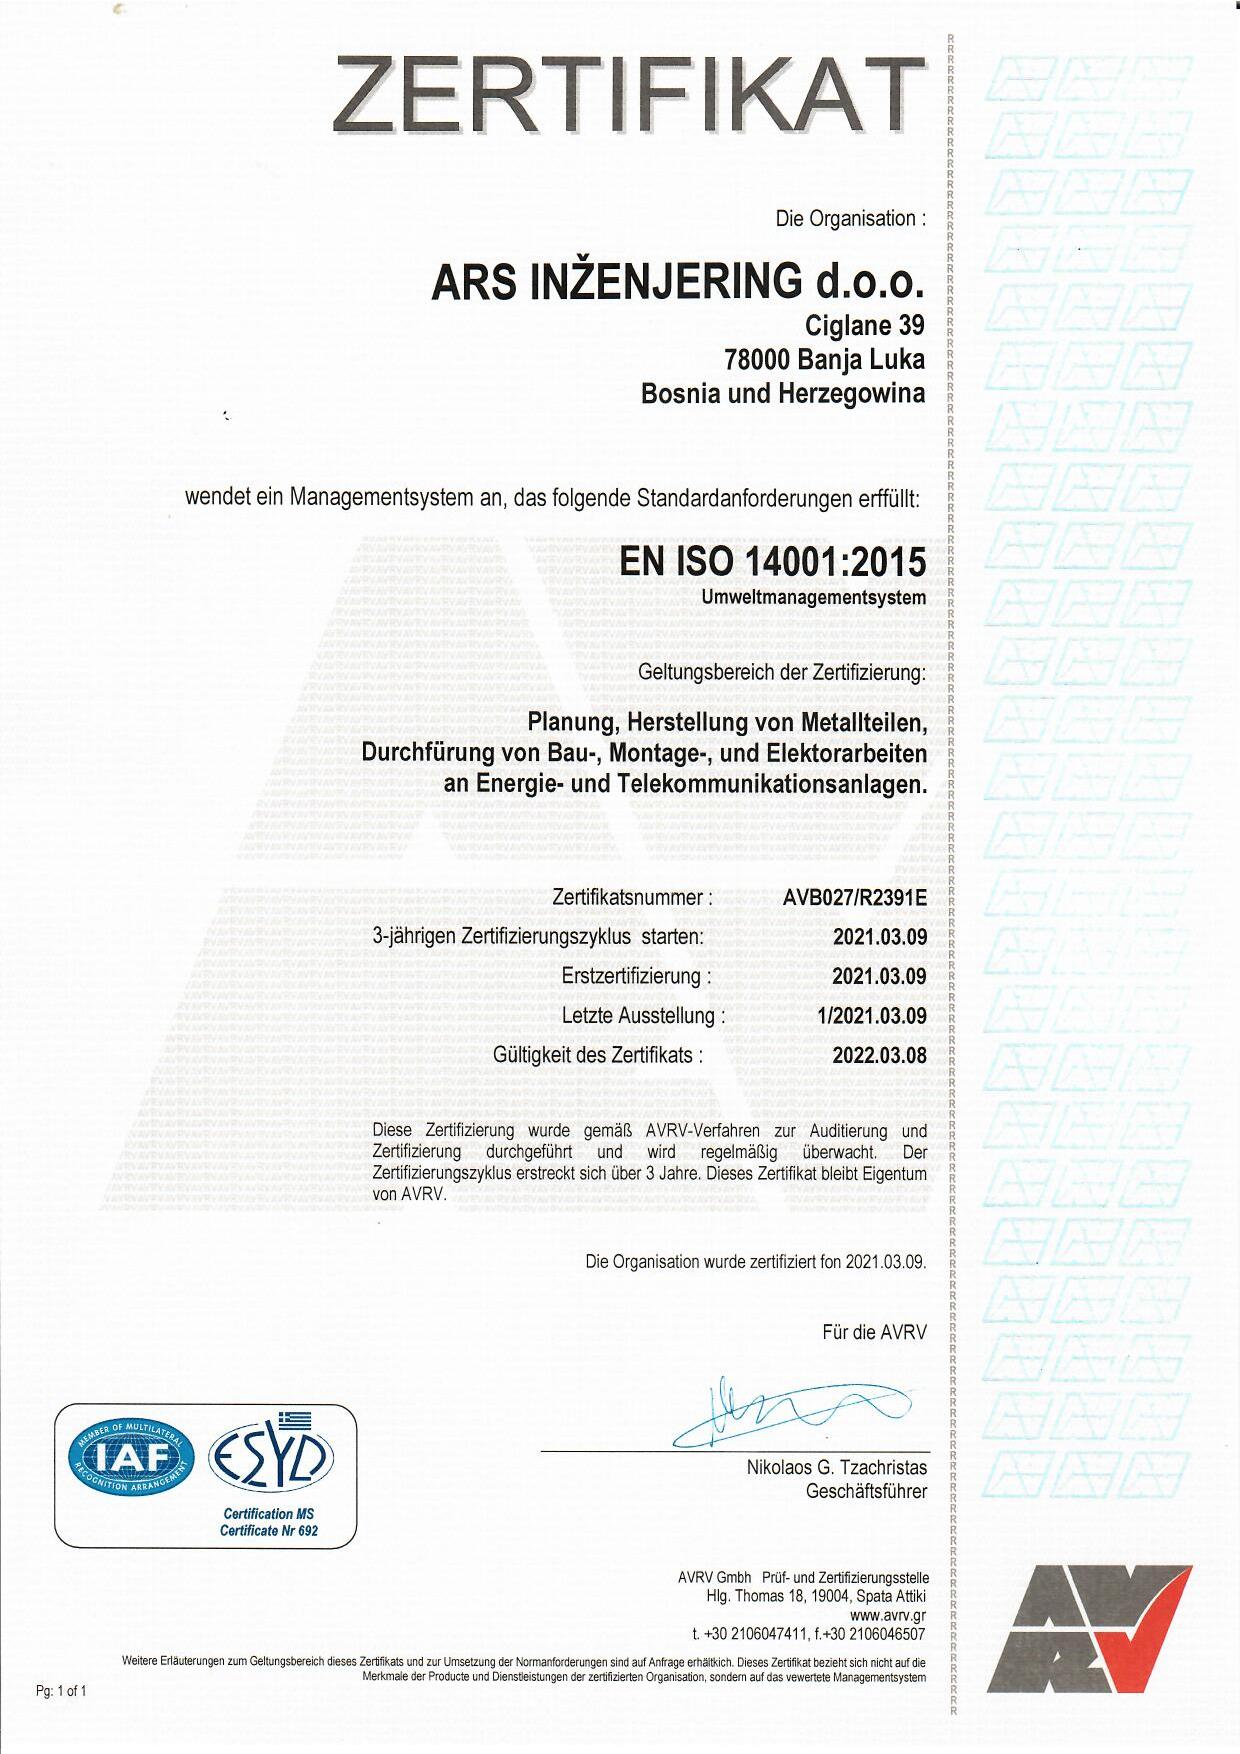 ZERTIFIKAT
Die Organisation :
ARS INŽENJERING d.o.o.
Ciglane 39
78000 Banja Luka
Bosnia und Herzegowina
wendet ein Managementsystem an, das folgende Standardanforderungen erffüllt:
EN ISO 14001:2015
Umweltmanagementsystem
Geltungsbereich der Zertifizierung:
Planung, Herstellung von Metallteilen,
Durchfürung von Bau-, Montage-, und Elektorarbeiten
an Energie- und Telekommunikationsanlagen.
Zertifikatsnummer : AVB027/R2391E
3-jährigen Zertifizierungszyklus starten: 2021.03.09
Erstzertifizierung : 2021.03.09
Letzte Ausstellung : 1/2021.03.09
Gültigkeit des Zertifikats : 2022.03.08
Diese Zertifizierung wurde gemäß AVRV-Verfahren zur Auditierung und
Zertifizierung durchgeführt und wird regelmäßig überwacht. Der
Zertifizierungszyklus erstreckt sich über 3 Jahre. Dieses Zertifikat bleibt Eigentum
von AVRV.
Die Organisation wurde zertifiziert fon 2021.03.09.
Für die AVRV
Nikolaos G. Tzachristas
Geschäftsführer
MEMBER OF MULTILATERAL
IAF
RECOGNITION ARRANGEMENT
ESYD
Certification MS
Certificate Nr 692
AVRV Gmbh Prüf- und Zertifizierungsstelle
Hlg. Thomas 18, 19004, Spata Attiki
www.avrv.gr
t. +30 2106047411, f.+30 2106046507
Weitere Erläuterungen zum Geltungsbereich dieses Zertifikats und zur Umsetzung der Normanforderungen sind auf Anfrage erhältkich. Dieses Zertifikat bezieht sich nicht auf die
Merkmale der Producte und Dienstleistungen der zertifizierten Organisation, sondern auf das vewertete Managementsystem
Pg: 1 of 1
AV
RV